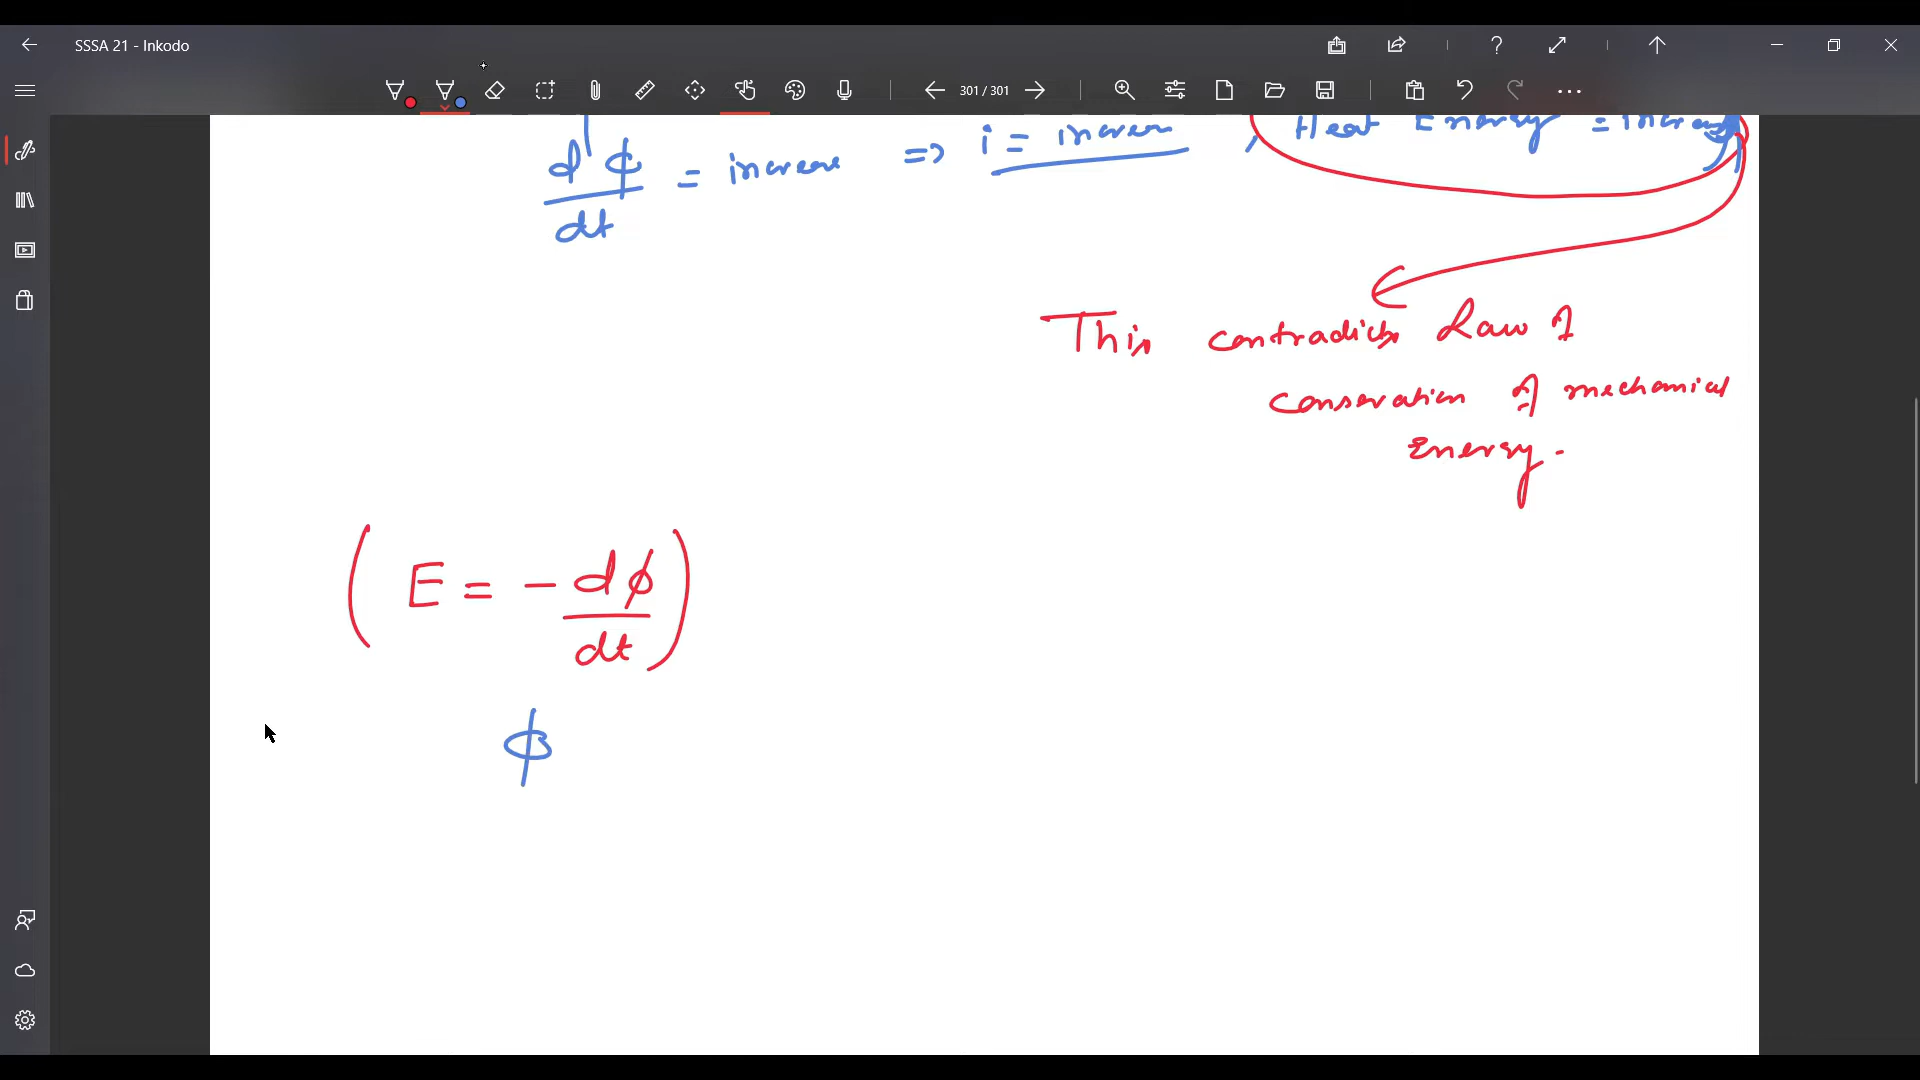 SSSA 21 - Inkodo
301 / 301
dφ/dt = increase => i = increase , Heat Energy = increase
This contradicts Law of
conservation of mechanical
Energy.
( E = - dφ/dt )
φ